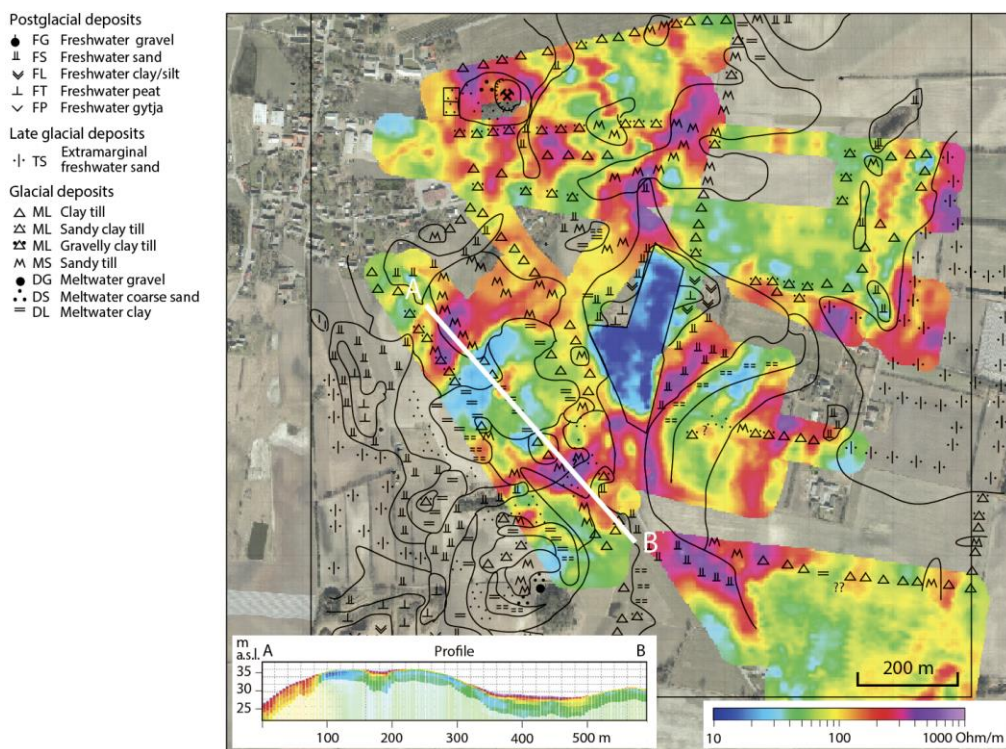 Postglacial deposits
FG Freshwater gravel
FS Freshwater sand
FL Freshwater clay/silt
FT Freshwater peat
FP Freshwater gytja
Late glacial deposits
TS Extramarginal
freshwater sand
Glacial deposits
ML Clay till
ML Sandy clay till
ML Gravelly clay till
MS Sandy till
DG Meltwater gravel
DS Meltwater coarse sand
DL Meltwater clay
A
B
?
??
200 m
m
a.s.l.
A
Profile
B
35
30
25
100
200
300
400
500 m
10
100
1000 Ohm/m